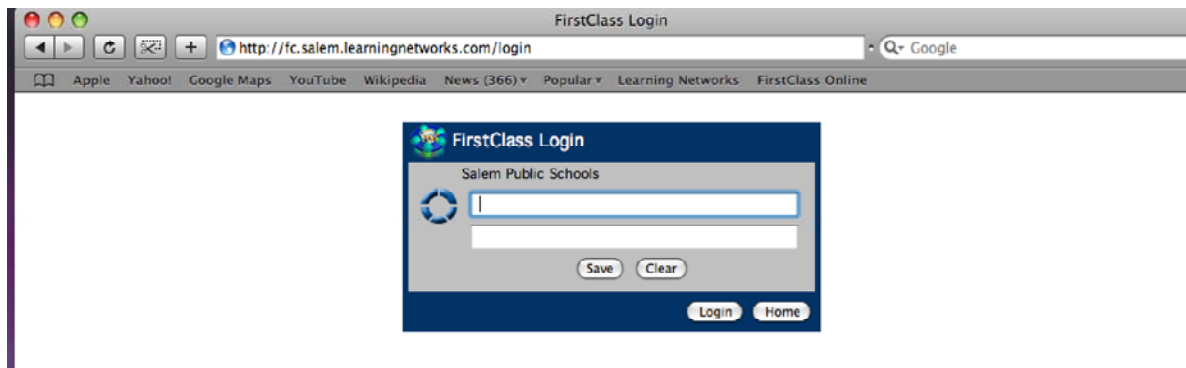 FirstClass Login
http://fc.salem.learningnetworks.com/login
Google
Apple Yahoo! Google Maps YouTube Wikipedia News (366) Popular Learning Networks FirstClass Online
FirstClass Login
Salem Public Schools
Save Clear
Login Home